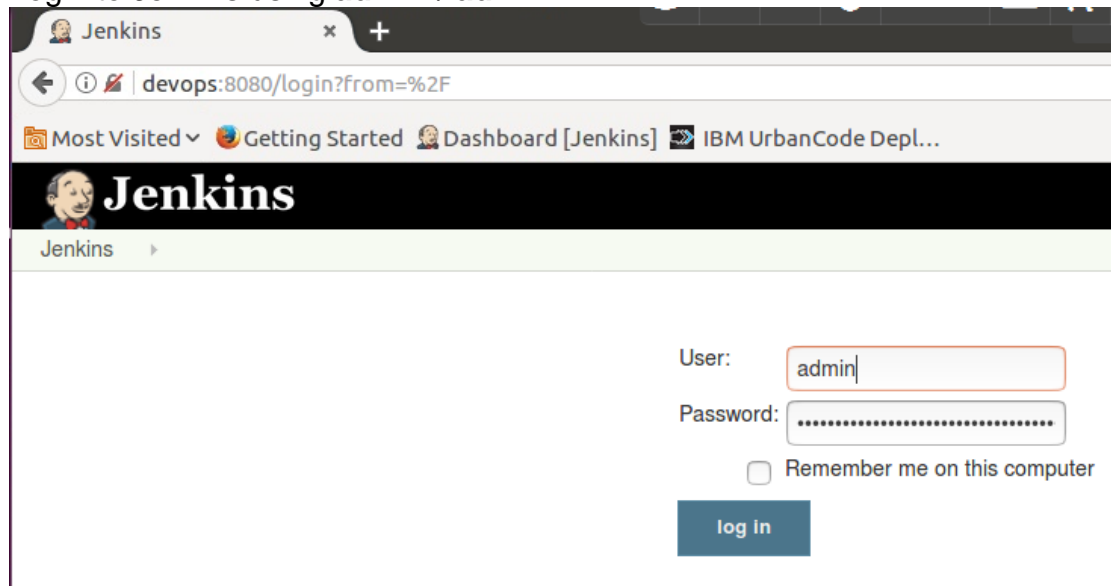 Jenkins
devops:8080/login?from=%2F
Most Visited Getting Started Dashboard [Jenkins] IBM UrbanCode Depl...
Jenkins
Jenkins
User: admin
Password:
Remember me on this computer
log in